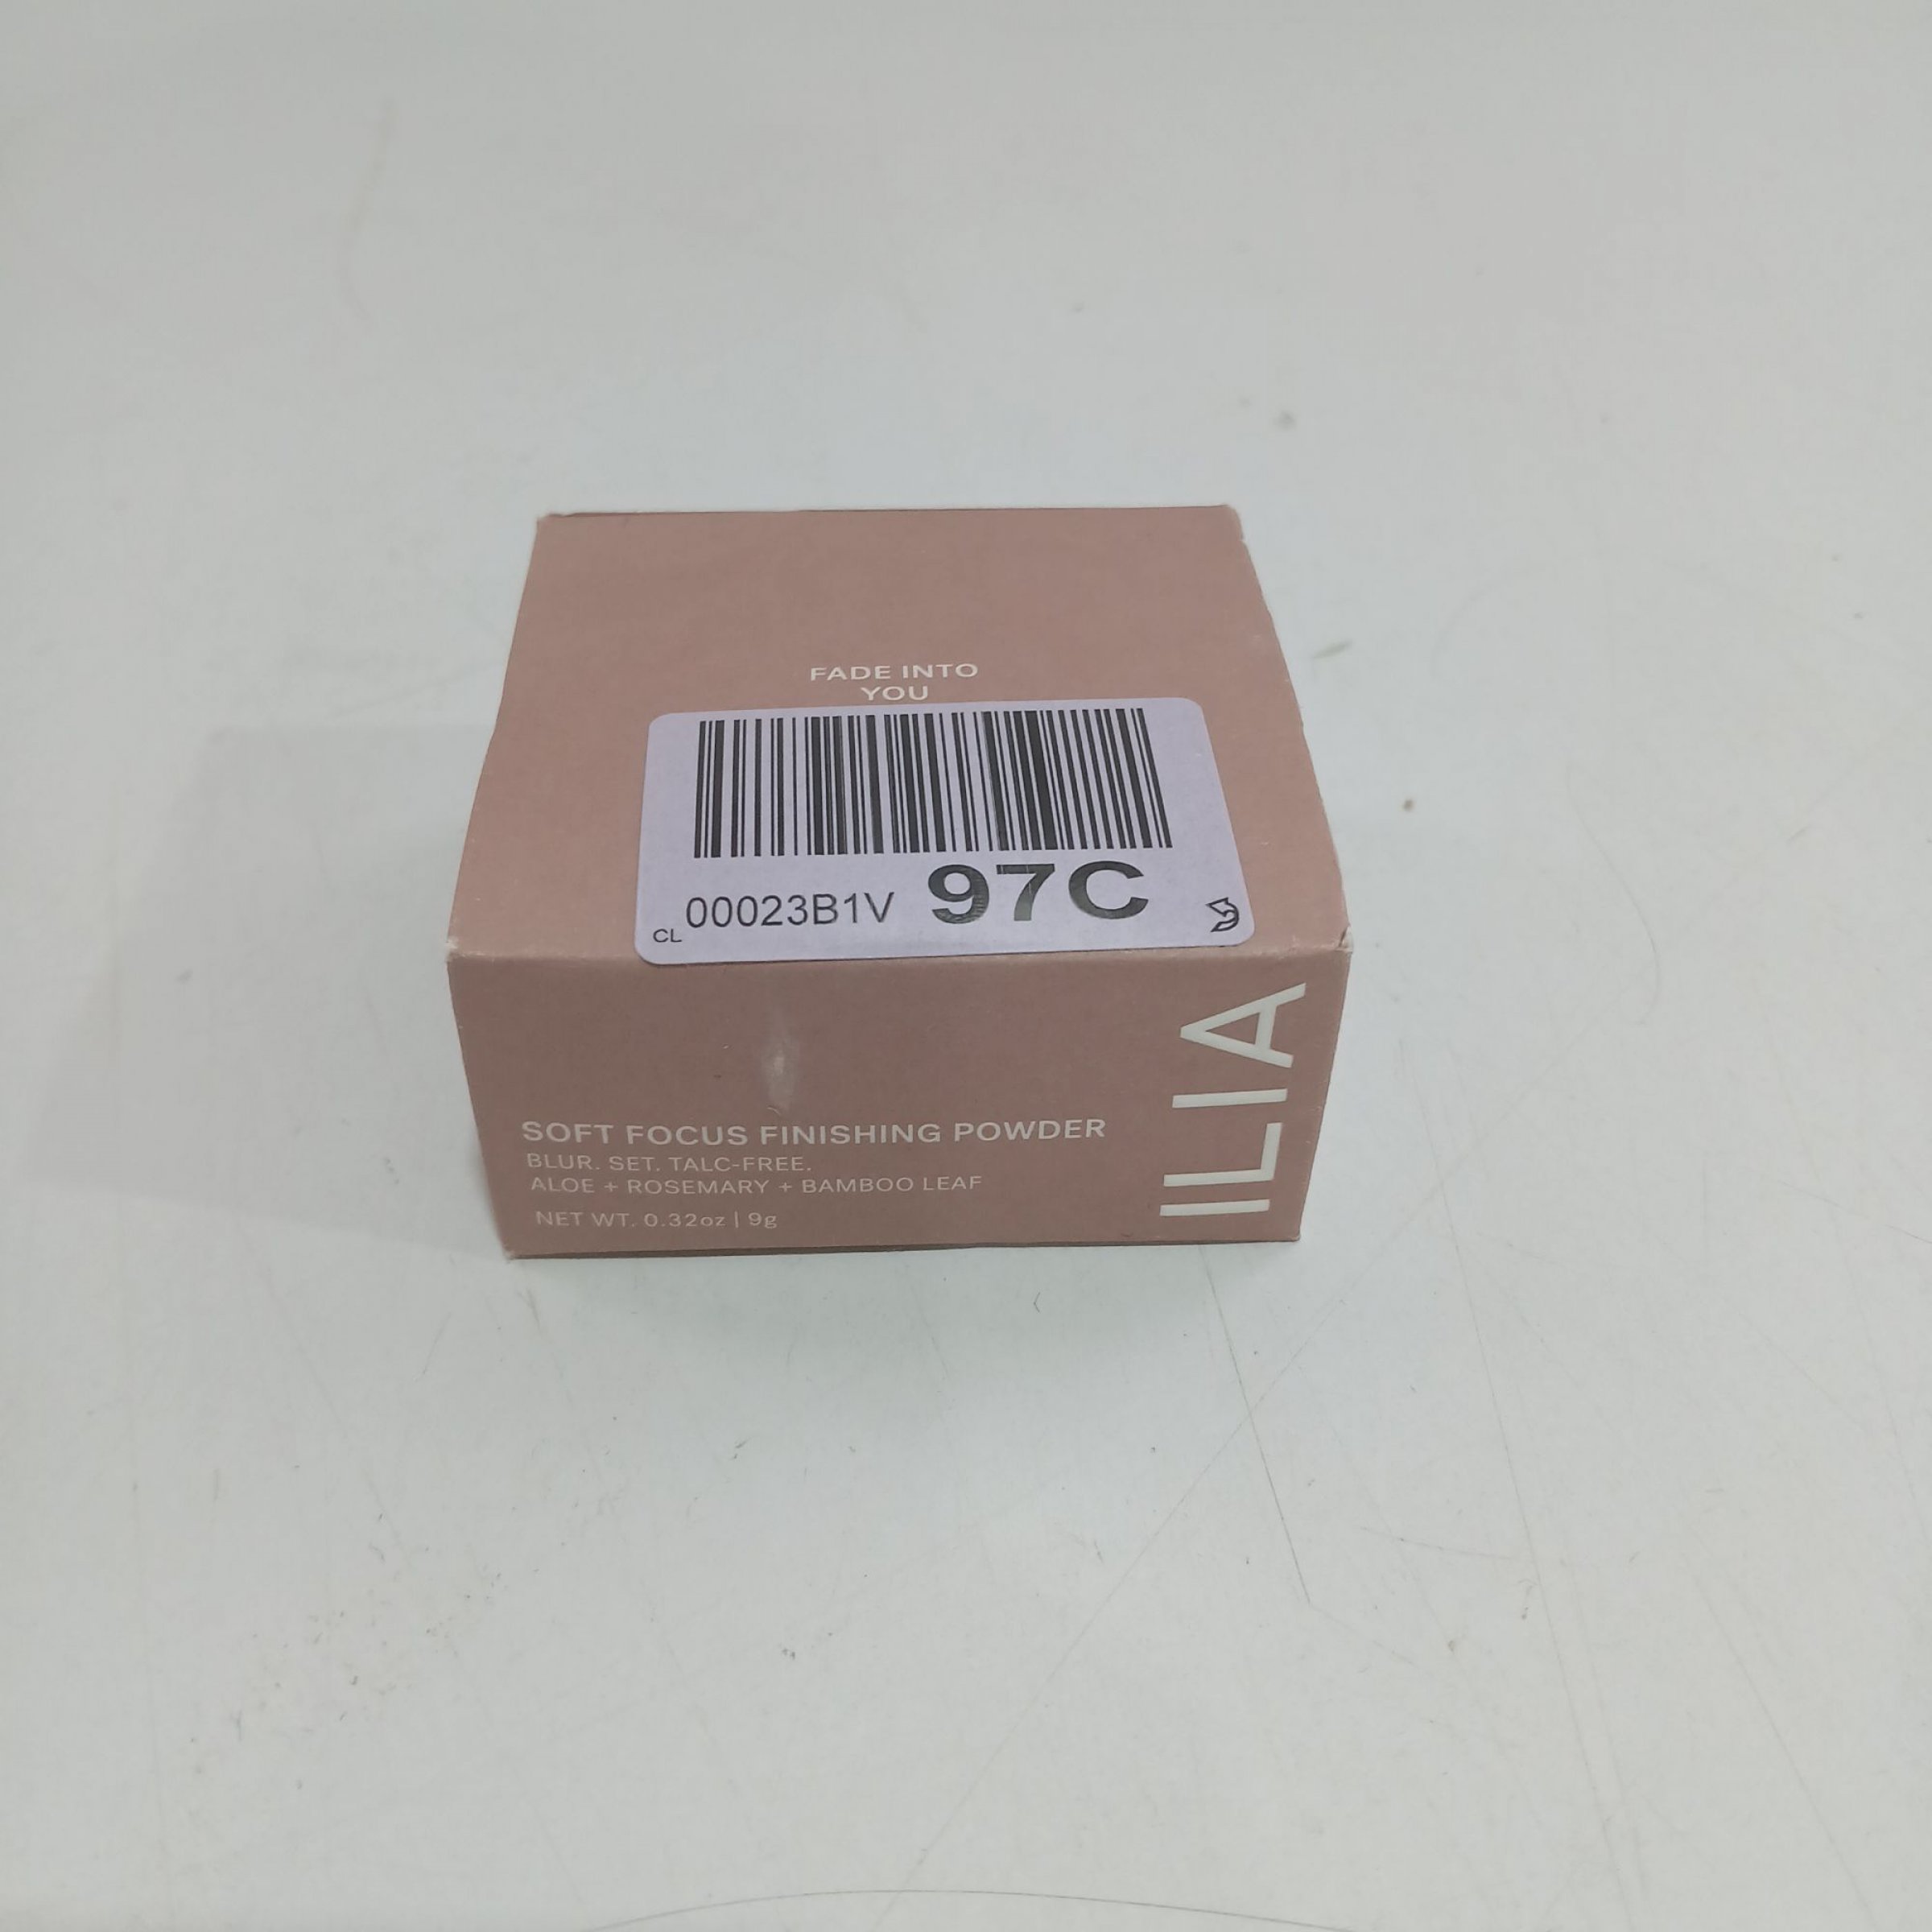 FADE INTO
YOU
00023B1V 97C
CL
ILIA
SOFT FOCUS FINISHING POWDER
BLUR. SET. TALC-FREE.
ALOE + ROSEMARY + BAMBOO LEAF
NET WT. 0.32oz | 9g